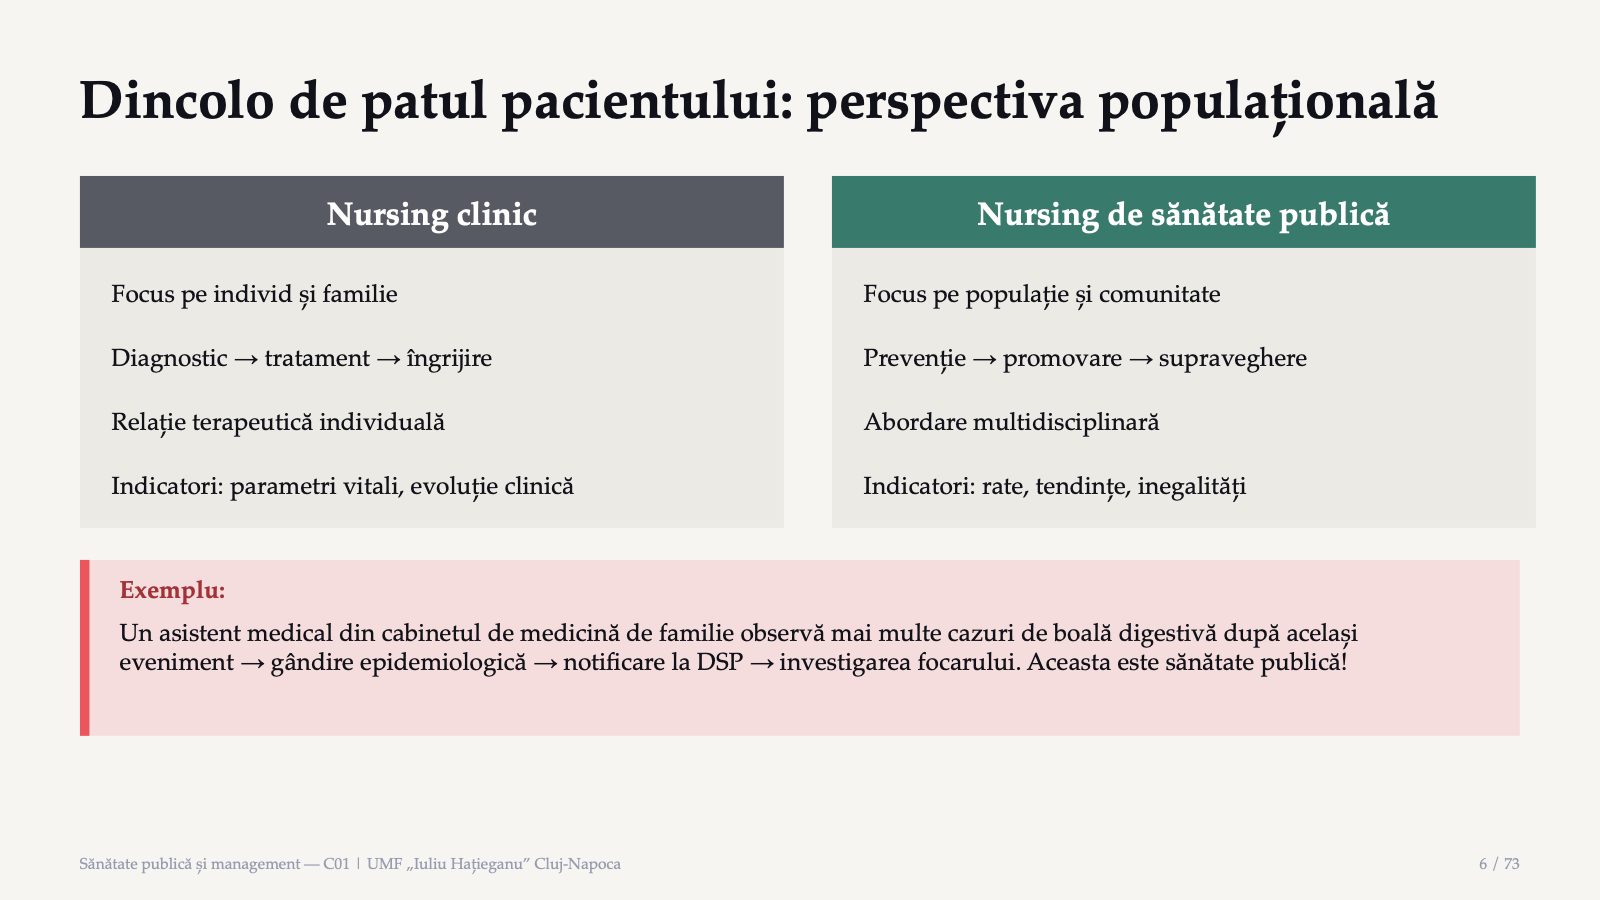 Dincolo de patul pacientului: perspectiva populațională
Nursing clinic
Focus pe individ și familie
Diagnostic → tratament → îngrijire
Relație terapeutică individuală
Indicatori: parametri vitali, evoluție clinică
Nursing de sănătate publică
Focus pe populație și comunitate
Prevenție → promovare → supraveghere
Abordare multidisciplinară
Indicatori: rate, tendințe, inegalități
Exemplu:
Un asistent medical din cabinetul de medicină de familie observă mai multe cazuri de boală digestivă după același
eveniment → gândire epidemiologică → notificare la DSP → investigarea focarului. Aceasta este sănătate publică!
Sănătate publică și management — C01 | UMF „Iuliu Hațieganu” Cluj-Napoca
6 / 73